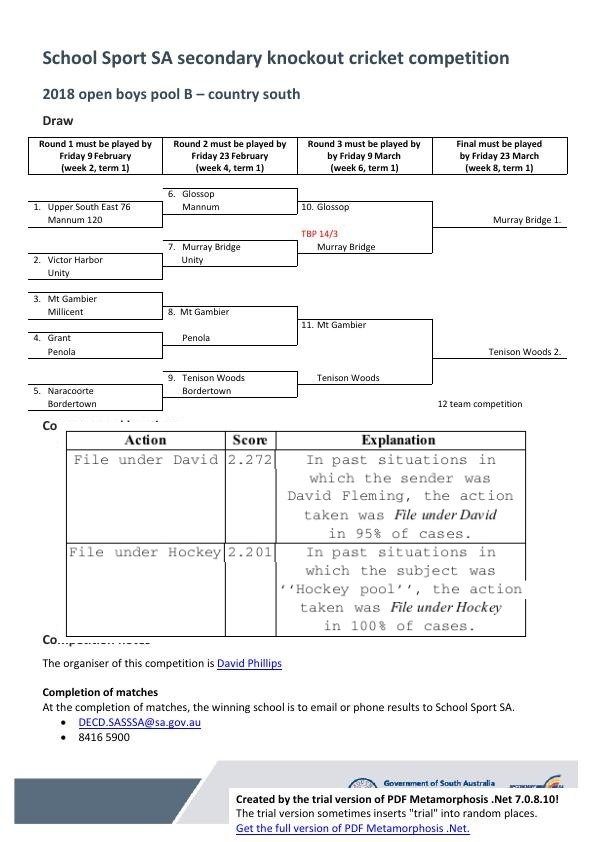 School Sport SA secondary knockout cricket competition
2018 open boys pool B – country south
Draw
Round 1 must be played by
Friday 9 February
(week 2, term 1)
Round 2 must be played by
Friday 23 February
(week 4, term 1)
Round 3 must be played by
by Friday 9 March
(week 6, term 1)
Final must be played
by Friday 23 March
(week 8, term 1)
1. Upper South East 76
Mannum 120
2. Victor Harbor
Unity
3. Mt Gambier
Millicent
4. Grant
Penola
5. Naracoorte
Bordertown
6. Glossop
Mannum
7. Murray Bridge
Unity
8. Mt Gambier
Penola
9. Tenison Woods
Bordertown
10. Glossop
TBP 14/3
Murray Bridge
11. Mt Gambier
Tenison Woods
Murray Bridge 1.
Tenison Woods 2.
12 team competition
Co
Action Score Explanation
File under David 2.272 In past situations in
which the sender was
David Fleming, the action
taken was File under David
in 95% of cases.
File under Hockey 2.201 In past situations in
which the subject was
''Hockey pool'', the action
taken was File under Hockey
in 100% of cases.
Competition notes
The organiser of this competition is David Phillips
Completion of matches
At the completion of matches, the winning school is to email or phone results to School Sport SA.
• DECD.SASSSA@sa.gov.au
• 8416 5900
Government of South Australia
Created by the trial version of PDF Metamorphosis .Net 7.0.8.10!
The trial version sometimes inserts "trial" into random places.
Get the full version of PDF Metamorphosis .Net.